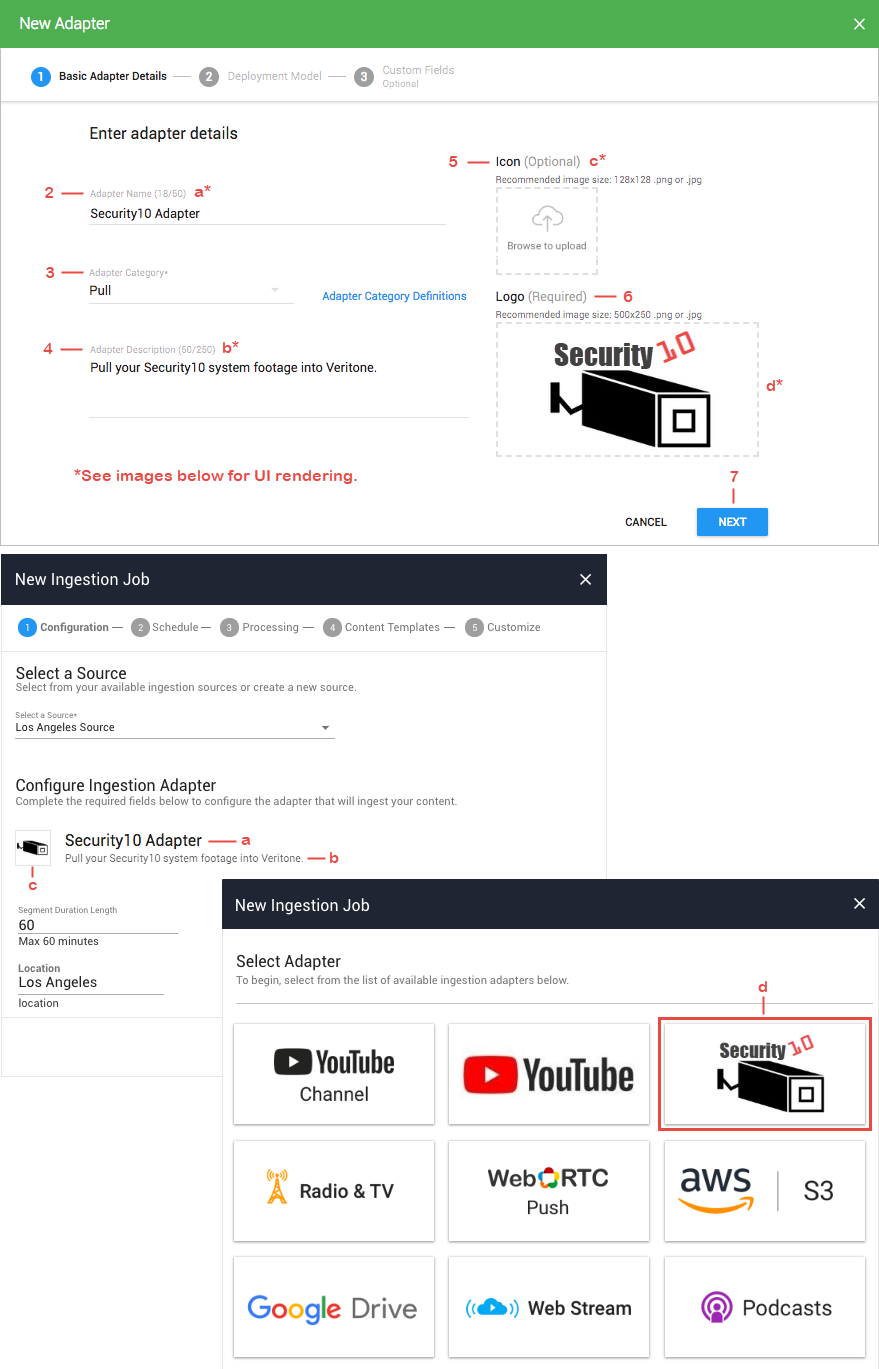 New Adapter
1 Basic Adapter Details 2 Deployment Model 3 Custom Fields
Optional
Enter adapter details
5 Icon (Optional) c*
Recommended image size: 128x128 .png or .jpg
Browse to upload
2 Adapter Name (18/50) a*
Security10 Adapter
3 Adapter Category*
Pull
Adapter Category Definitions
Logo (Required) 6
Recommended image size: 500x250 .png or .jpg
Security 10
d*
4 Adapter Description (50/250) b*
Pull your Security10 system footage into Veritone.
*See images below for UI rendering.
7
CANCEL NEXT
New Ingestion Job
1 Configuration 2 Schedule 3 Processing 4 Content Templates 5 Customize
Select a Source
Select from your available ingestion sources or create a new source.
Select a Source*
Los Angeles Source
Configure Ingestion Adapter
Complete the required fields below to configure the adapter that will ingest your content.
Security10 Adapter a
Pull your Security10 system footage into Veritone. b
c
Segment Duration Length
60
Max 60 minutes
Location
Los Angeles
location
New Ingestion Job
Select Adapter
To begin, select from the list of available ingestion adapters below.
d
YouTube
Channel
YouTube
Security 10
Radio & TV
WebRTC
Push
aws S3
Google Drive
Web Stream
Podcasts